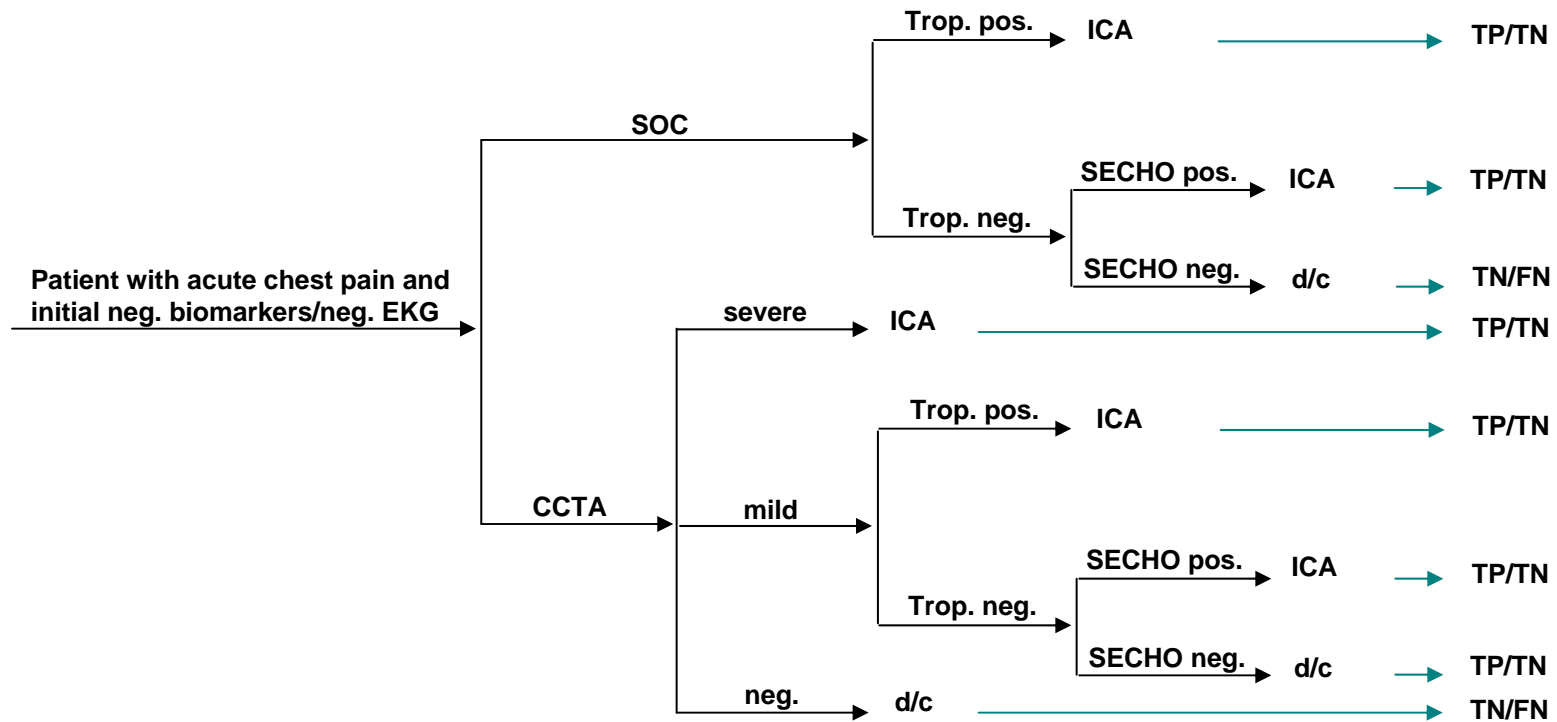 Trop. pos. ICA TP/TN
SOC
SECHO pos. ICA TP/TN
Trop. neg.
SECHO neg. d/c TN/FN
Patient with acute chest pain and
initial neg. biomarkers/neg. EKG
severe ICA TP/TN
Trop. pos. ICA TP/TN
CCTA mild
SECHO pos. ICA TP/TN
Trop. neg.
SECHO neg. d/c TP/TN
neg. d/c TN/FN